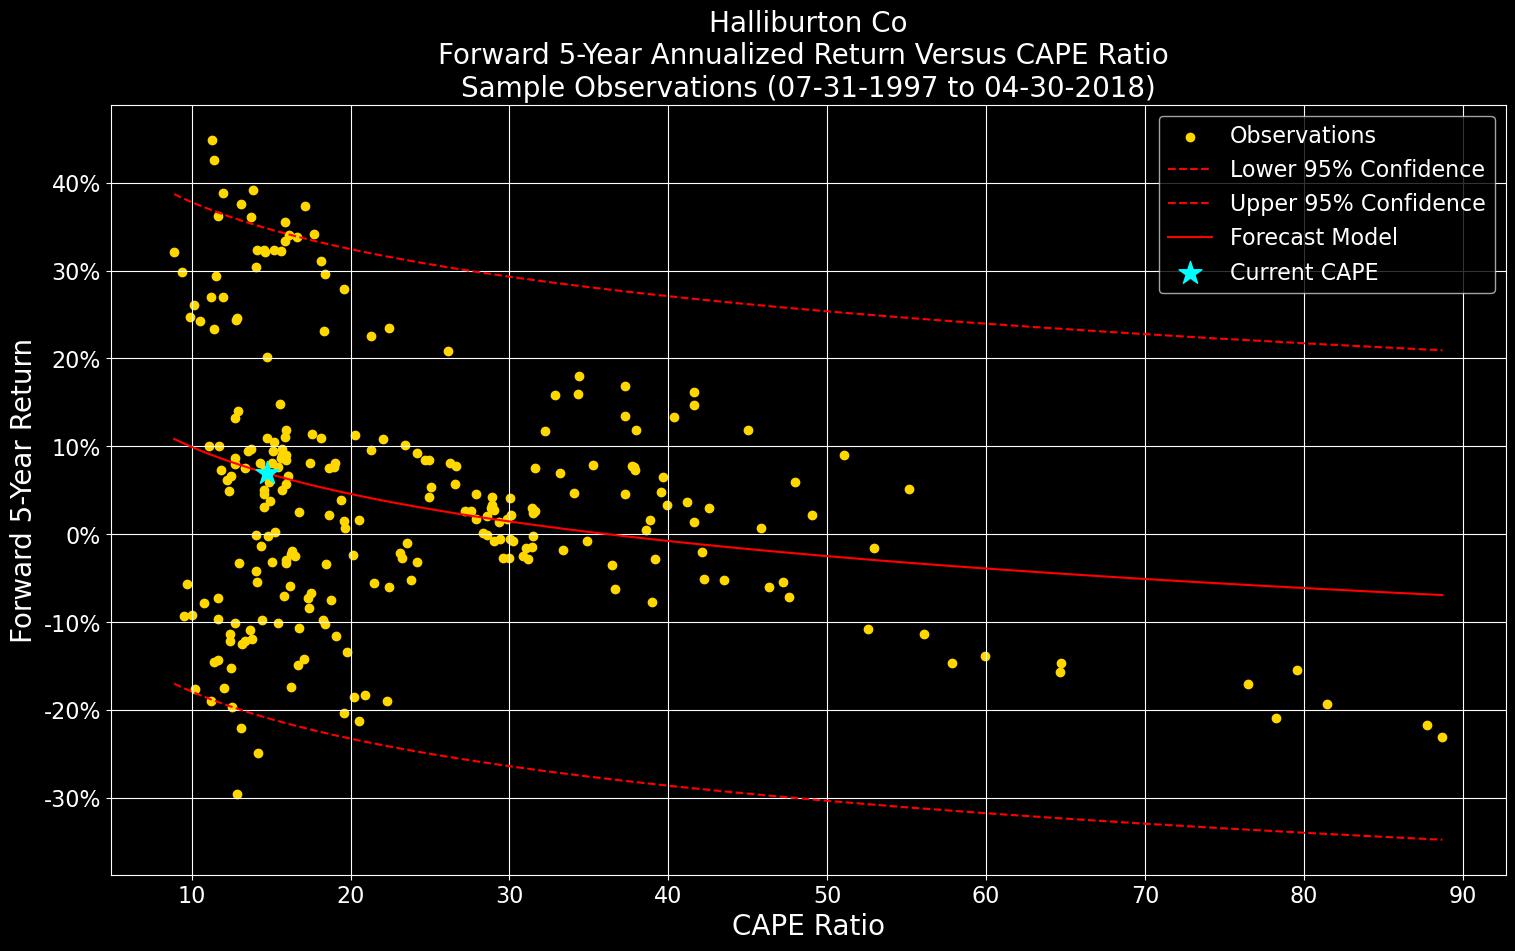 Halliburton Co
Forward 5-Year Annualized Return Versus CAPE Ratio
Sample Observations (07-31-1997 to 04-30-2018)
Observations
Lower 95% Confidence
Upper 95% Confidence
Forecast Model
Current CAPE
Forward 5-Year Return
40%
30%
20%
10%
0%
-10%
-20%
-30%
10 20 30 40 50 60 70 80 90
CAPE Ratio